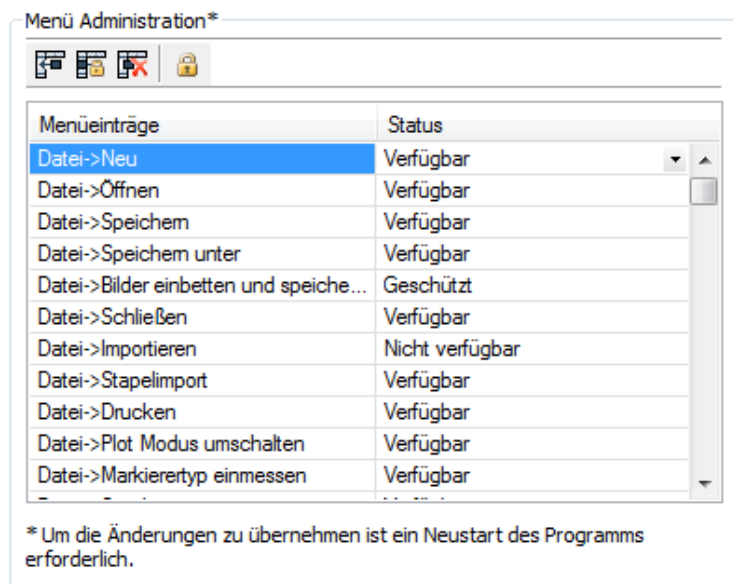 Menü Administration*
Menüeinträge Status
Datei->Neu Verfügbar
Datei->Öffnen Verfügbar
Datei->Speichern Verfügbar
Datei->Speichern unter Verfügbar
Datei->Bilder einbetten und speiche... Geschützt
Datei->Schließen Verfügbar
Datei->Importieren Nicht verfügbar
Datei->Stapelimport Verfügbar
Datei->Drucken Verfügbar
Datei->Plot Modus umschalten Verfügbar
Datei->Markierertyp einmessen Verfügbar
* Um die Änderungen zu übernehmen ist ein Neustart des Programms
erforderlich.